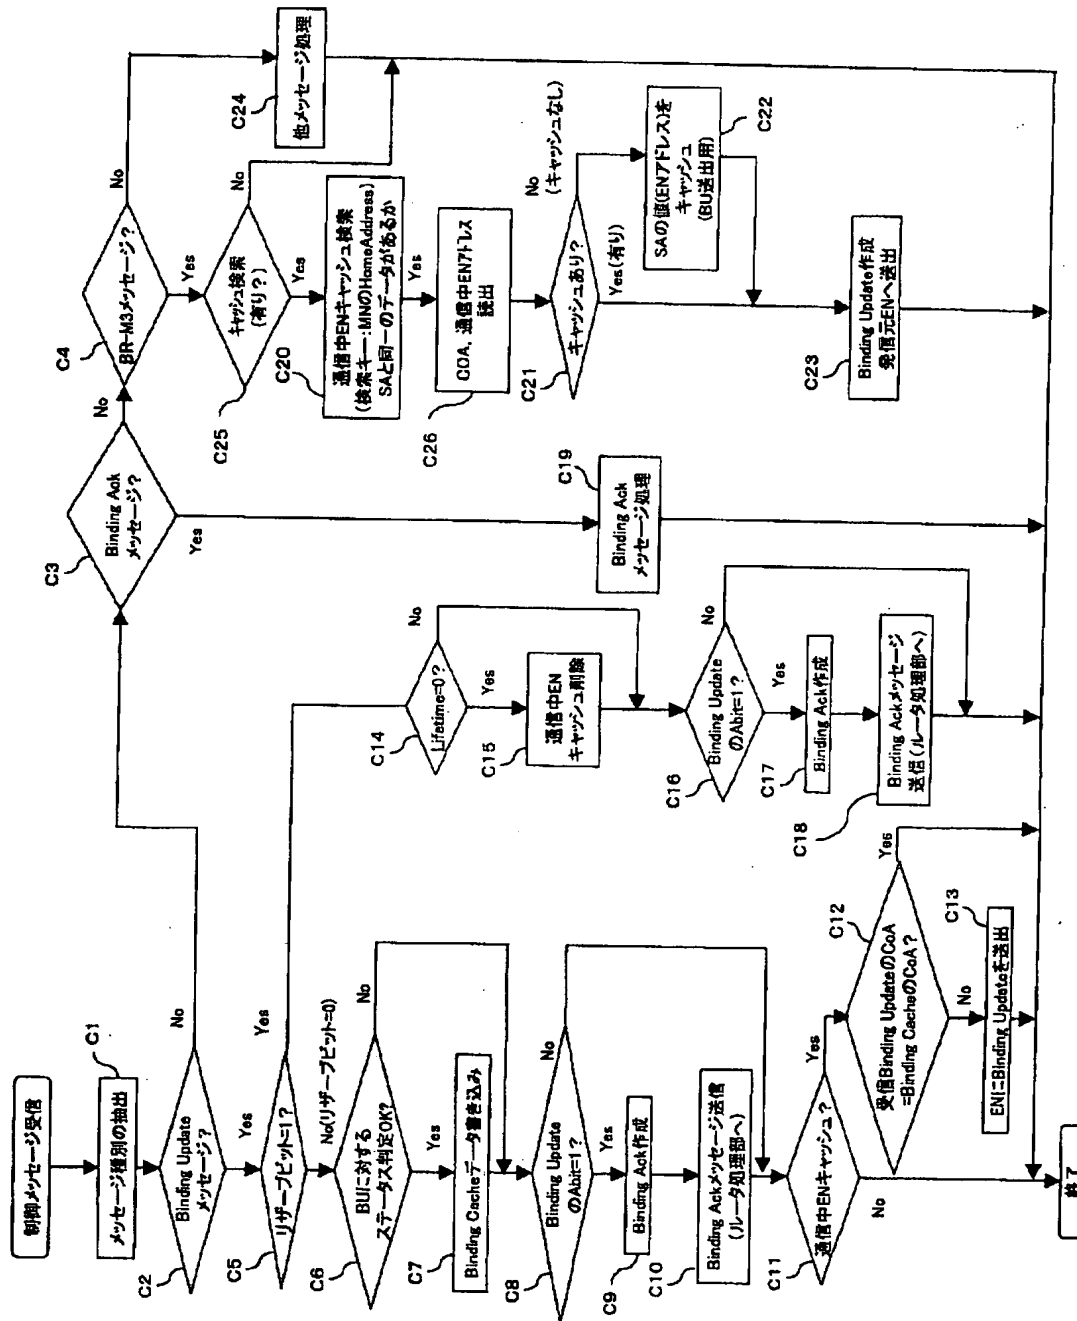 制御メッセージ受信
C1
メッセージ種別の抽出
C2
Binding Update
メッセージ?
No
Yes
C5
リザーブビット=1?
Yes
No(リザーブビット=0)
C6
BUに対する
ステータス判定OK?
No
Yes
C7
Binding Cacheデータ書き込み
C8
Binding Update
のAbit=1?
No
Yes
C9
Binding Ack作成
C10
Binding Ackメッセージ送信
(ルータ処理部へ)
C11
通信中ENキャッシュ?
Yes
No
C12
受信Binding UpdateのCoA
=Binding CacheのCoA?
Yes
No
C13
ENにBinding Updateを送出
終了
C3
Binding Ack
メッセージ?
No
Yes
C14
Lifetime=0?
No
Yes
C15
通信中EN
キャッシュ削除
C16
Binding Update
のAbit=1?
No
Yes
C17
Binding Ack作成
C18
Binding Ackメッセージ
送信(ルータ処理部へ)
C19
Binding Ack
メッセージ処理
C4
BR-M3メッセージ?
No
Yes
C24
他メッセージ処理
C25
キャッシュ検索
(有り?)
No
Yes
C20
通信中ENキャッシュ検索
(検索キー:MNのHomeAddress)
SAと同一のデータがあるか
Yes
C26
COA, 通信中ENアドレス
読出
C21
キャッシュあり?
No
(キャッシュなし)
Yes(有り)
C22
SAの値(ENアドレス)を
キャッシュ
(BU送出用)
C23
Binding Update作成
発信元ENへ送出